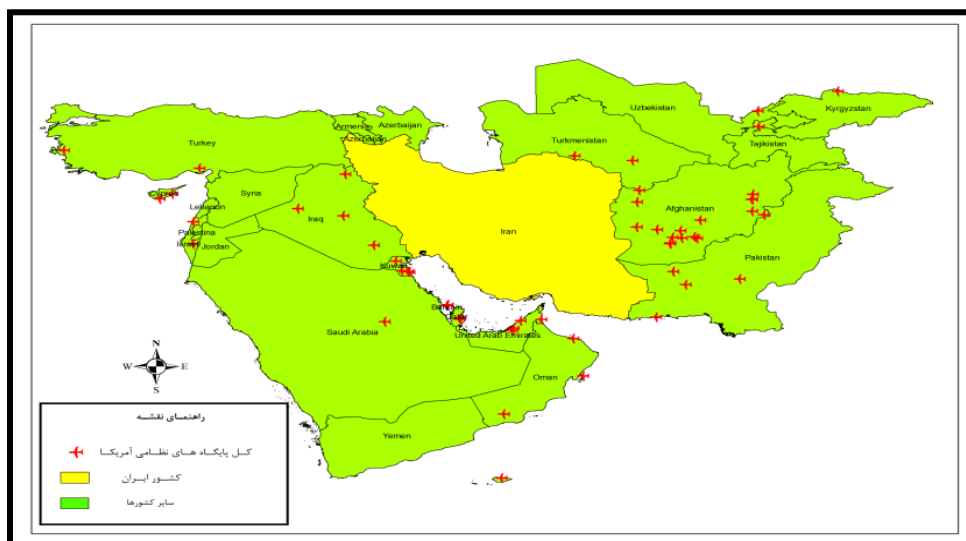 Uzbekistan
Kyrgyzstan
Armenia
Azerbaijan
Turkey
Azerbaijan
Turkmenistan
Tajikistan
Cyprus
Syria
Lebanon
Afghanistan
Iraq
Palestina
Israel
Jordan
Iran
Pakistan
Kuwait
Bahrain
Qatar
Saudi Arabia
United Arab Emirates
Oman
Yemen
N
W
E
S
راهنمای نقشه
کل پایگاه های نظامی آمریکا
کشور ایران
سایر کشورها